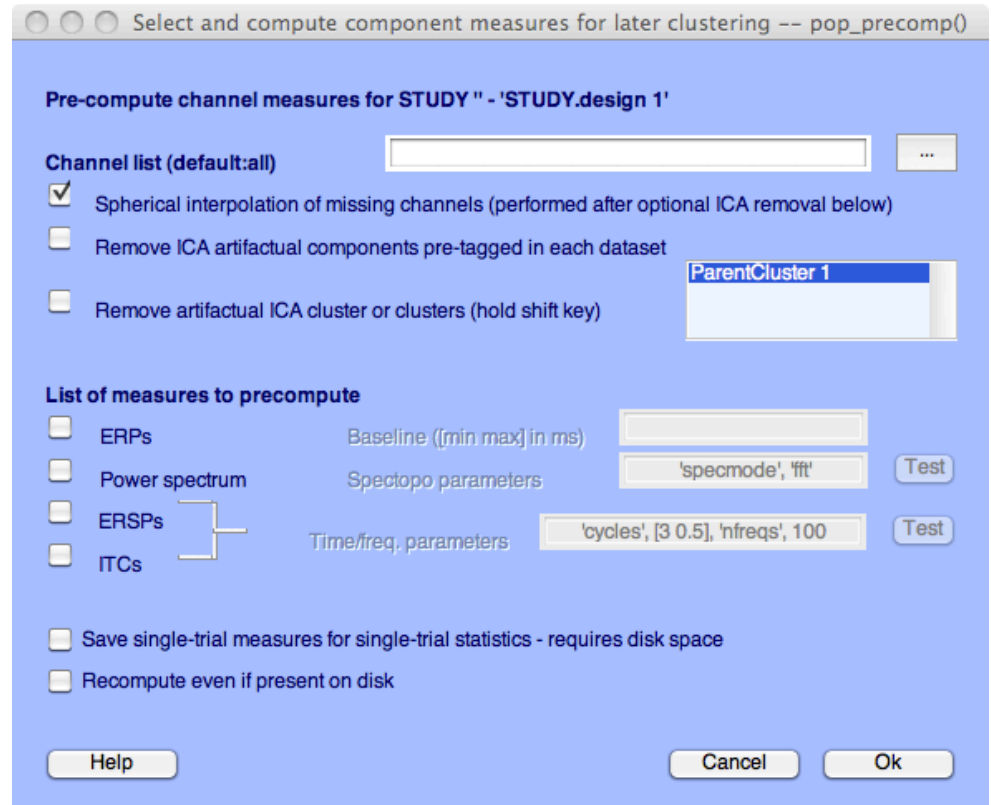 Select and compute component measures for later clustering -- pop_precomp()
Pre-compute channel measures for STUDY '' - 'STUDY.design 1'
Channel list (default:all)
...
Spherical interpolation of missing channels (performed after optional ICA removal below)
Remove ICA artifactual components pre-tagged in each dataset
ParentCluster 1
Remove artifactual ICA cluster or clusters (hold shift key)
List of measures to precompute
ERPs Baseline ([min max] in ms)
Power spectrum Spectopo parameters 'specmode', 'fft' Test
ERSPs
Time/freq. parameters 'cycles', [3 0.5], 'nfreqs', 100 Test
ITCs
Save single-trial measures for single-trial statistics - requires disk space
Recompute even if present on disk
Help Cancel Ok